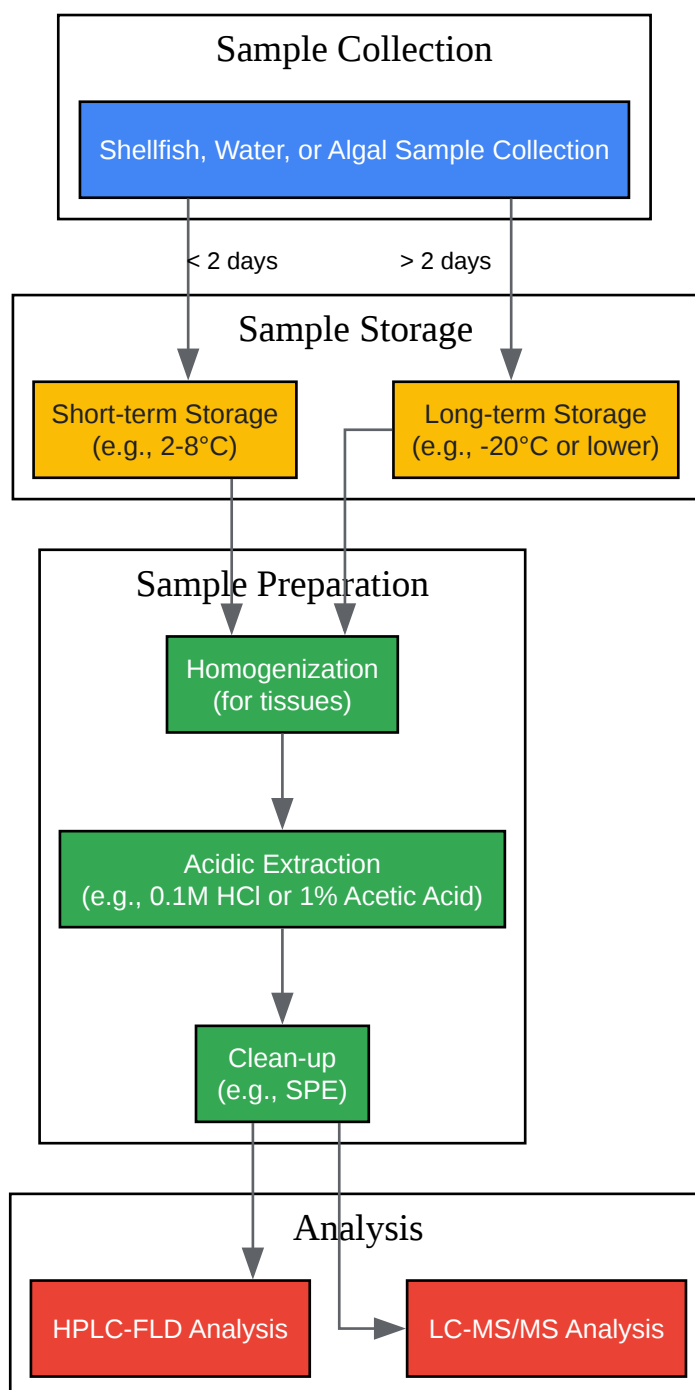 Sample Collection
Shellfish, Water, or Algal Sample Collection
< 2 days
> 2 days
Sample Storage
Short-term Storage
(e.g., 2-8°C)
Long-term Storage
(e.g., -20°C or lower)
Sample Preparation
Homogenization
(for tissues)
Acidic Extraction
(e.g., 0.1M HCl or 1% Acetic Acid)
Clean-up
(e.g., SPE)
Analysis
HPLC-FLD Analysis
LC-MS/MS Analysis